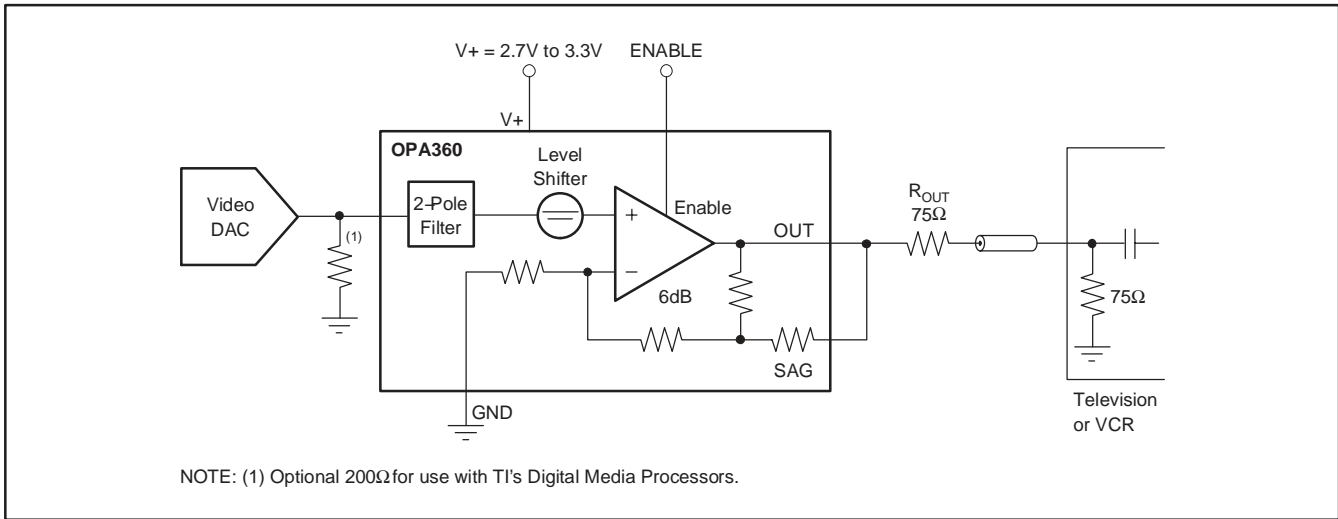 V+ = 2.7V to 3.3V
ENABLE
V+
OPA360
Level
Shifter
Video
DAC
(1)
2–Pole
Filter
+
Enable
–
6dB
OUT
ROUT
75Ω
75Ω
SAG
GND
Television
or VCR
NOTE: (1) Optional 200Ω for use with TI's Digital Media Processors.